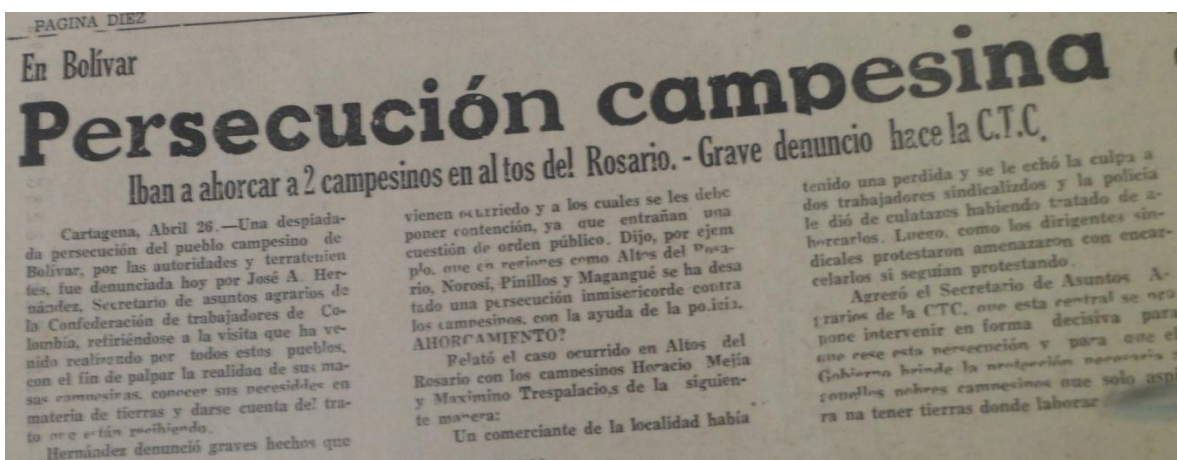 PAGINA DIEZ
En Bolívar
Persecución campesina
Iban a ahorcar a 2 campesinos en altos del Rosario. - Grave denuncio hace la C.T.C.
Cartagena, Abril 26.—Una despiada-
da persecución del pueblo campesino de
Bolívar, por las autoridades y terratenien
tes, fue denunciada hoy por José A. Her-
nández, Secretario de asuntos agrarios de
la Confederación de trabajadores de Co-
lombia, refiriéndose a la visita que ha ve-
nido realizando por todos estos pueblos,
con el fin de palpar la realidad de sus ma-
sas campesinas, conocer sus necesiddes en
materia de tierras y darse cuenta del tra-
to que están recibiendo.
Hernández denunció graves hechos que
vienen ocurriedo y a los cuales se les debe
poner contención, ya que entrañan una
cuestión de orden público. Dijo, por ejem
plo, que en regiones como Altos del Rosa-
rio, Norosí, Pinillos y Magangué se ha desa
tado una persecución inmisericorde contra
los campesinos, con la ayuda de la policía.
AHORCAMIENTO?
Relató el caso ocurrido en Altos del
Rosario con los campesinos Horacio Mejía
y Maximino Trespalacio,s de la siguien-
te manera:
Un comerciante de la localidad había
tenido una perdida y se le echó la culpa a
dos trabajadores sindicalizdos y la policía
le dió de culatazos habiendo tratado de a-
horcarlos. Luego, como los dirigentes sin-
dicales protestaron amenazaron con encar-
celarlos si seguían protestando.
Agregó el Secretario de Asuntos A-
grarios de la CTC, que esta central se pro
pone intervenir en forma decisiva para
que cese esta persecución y para que el
Gobierno brinde la protección necesaria a
aquellos pobres campesinos que solo aspi
ra na tener tierras donde laborar